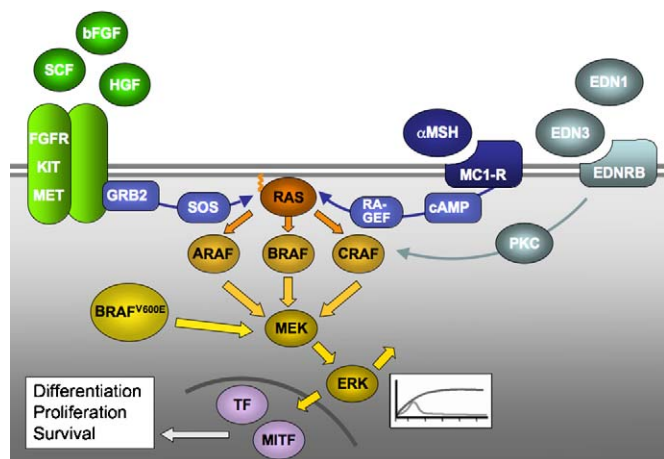 bFGF
SCF
HGF
EDN1
αMSH
EDN3
FGFR
KIT
MET
MC1-R
EDNRB
GRB2
SOS
RAS
RA-
GEF
cAMP
PKC
ARAF
BRAF
CRAF
BRAFV600E
MEK
ERK
Differentiation
Proliferation
Survival
TF
MITF